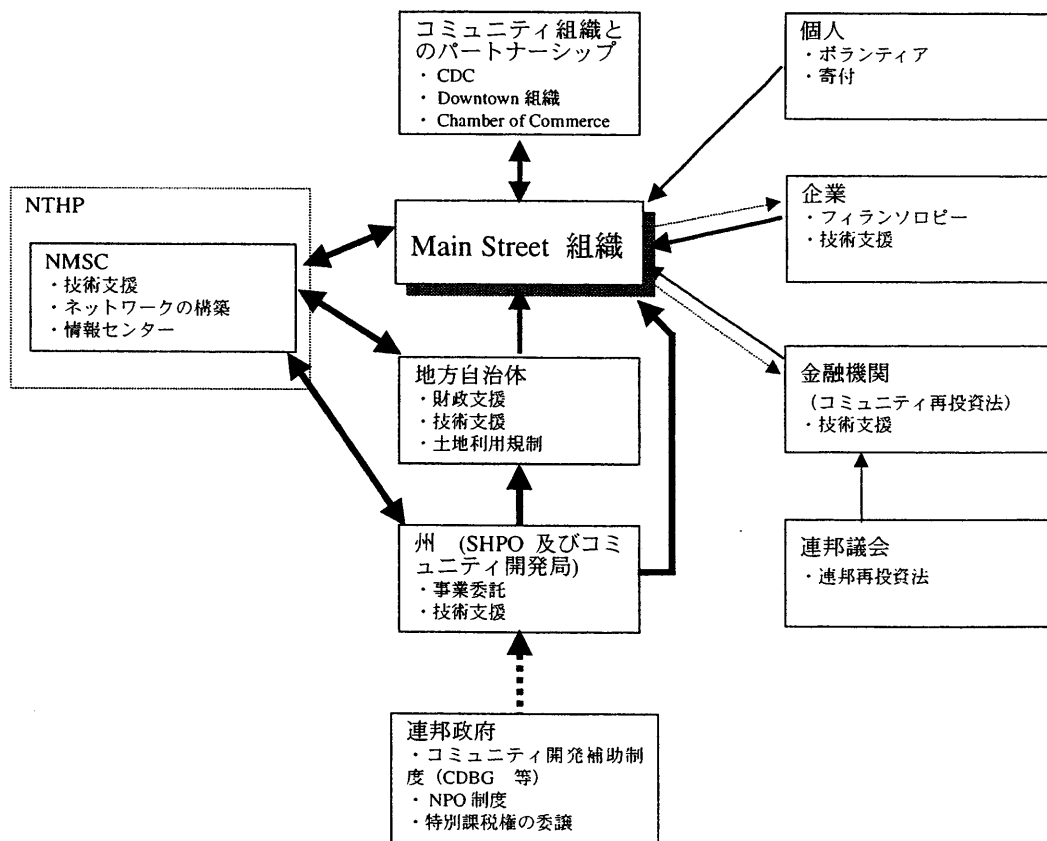 コミュニティ組織と
のパートナーシップ
・ CDC
・ Downtown 組織
・ Chamber of Commerce
個人
・ボランティア
・寄付
NTHP
NMSC
・技術支援
・ネットワークの構築
・情報センター
Main Street 組織
企業
・フィランソロピー
・技術支援
地方自治体
・財政支援
・技術支援
・土地利用規制
金融機関
（コミュニティ再投資法）
・技術支援
州 (SHPO 及びコミ
ュニティ開発局)
・事業委託
・技術支援
連邦議会
・連邦再投資法
連邦政府
・コミュニティ開発補助制
度（CDBG 等）
・ NPO 制度
・特別課税権の委譲